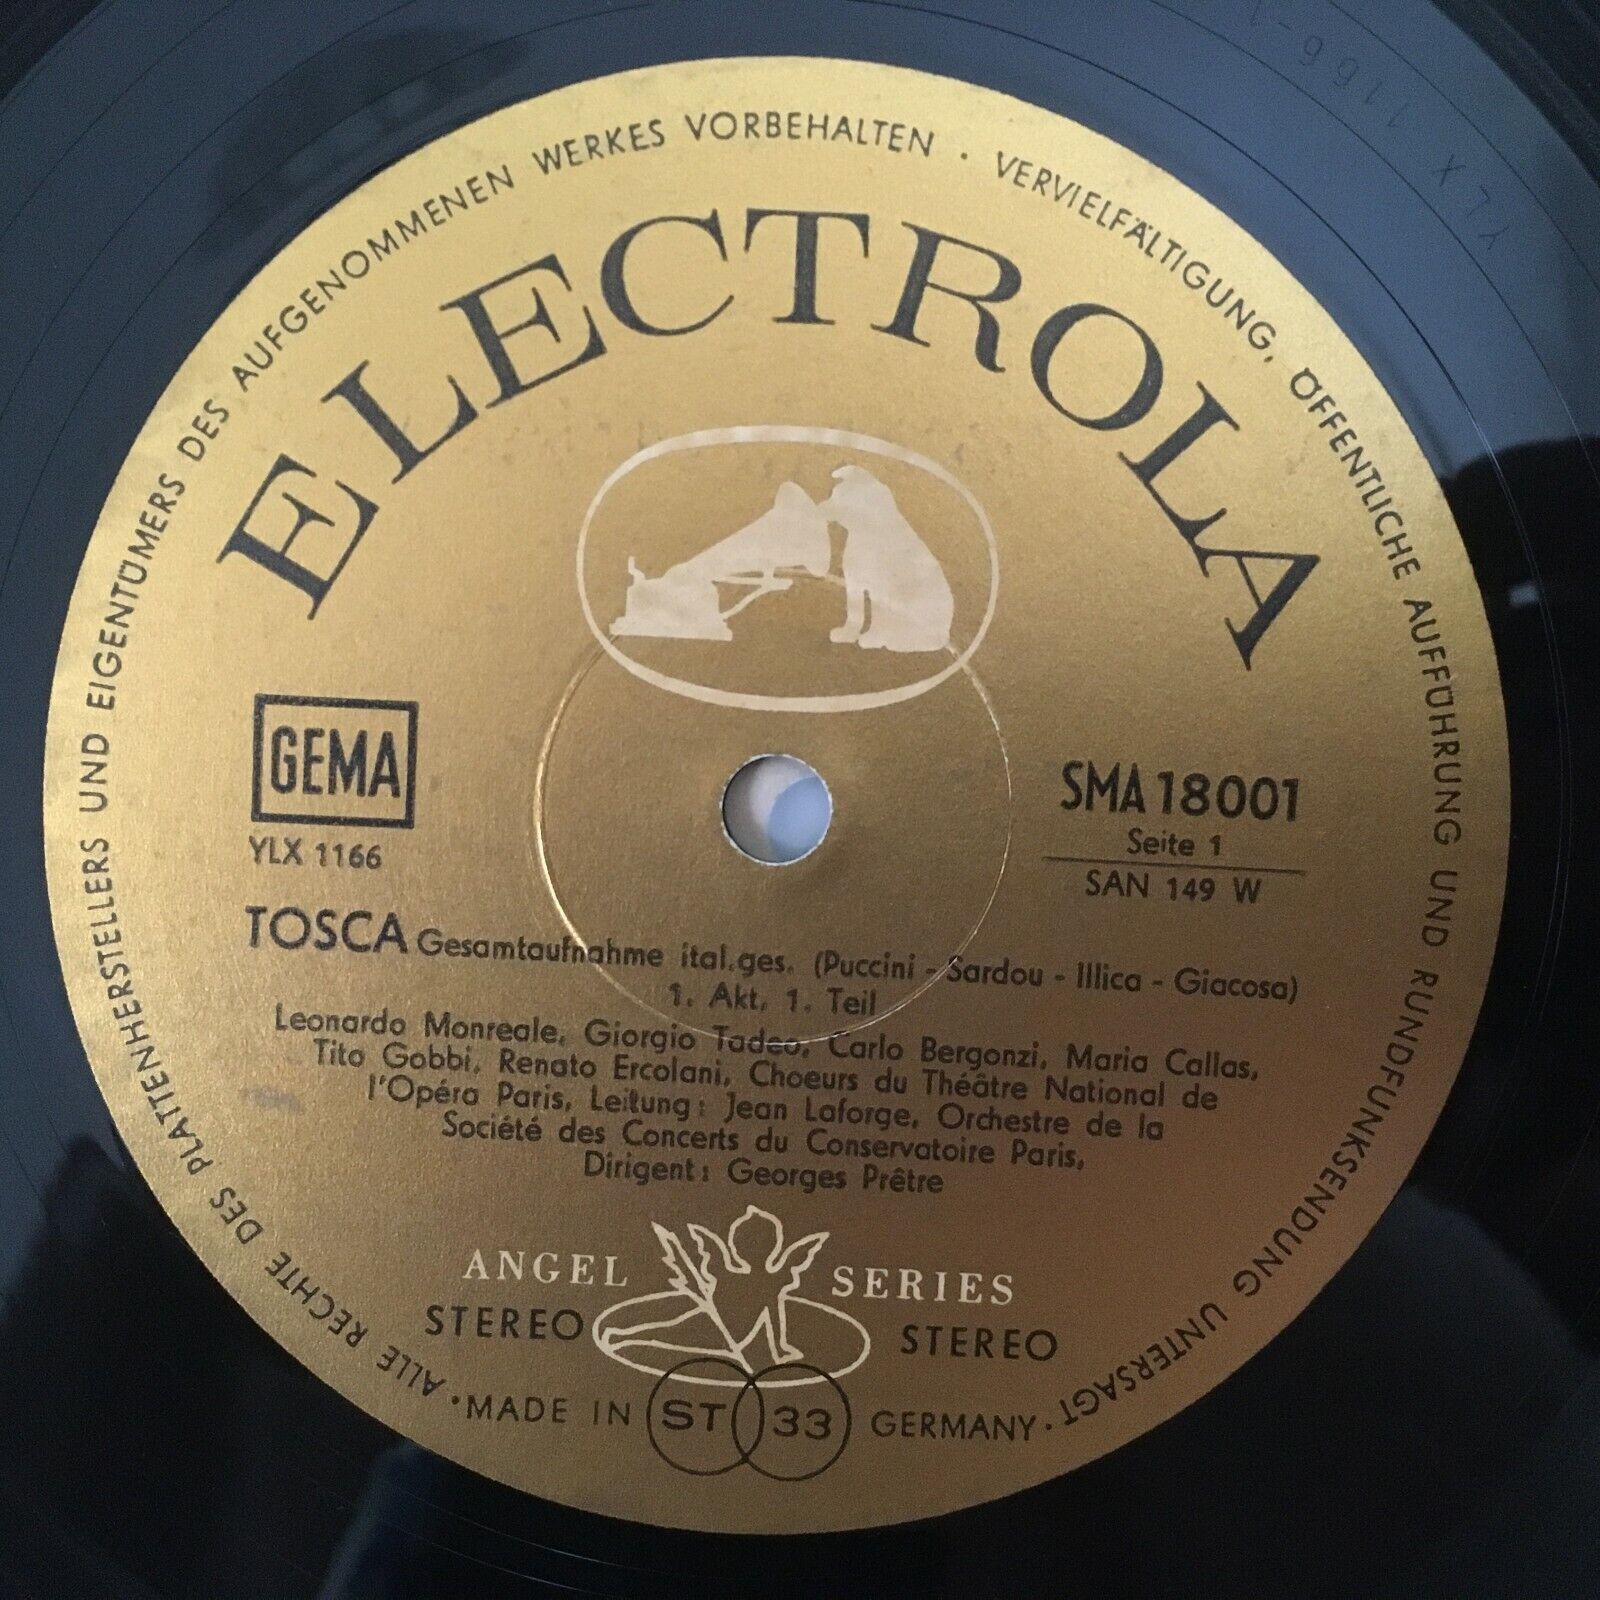 ALLE RECHTE DES PLATTENHERSTELLERS UND EIGENTÜMERS DES AUFGENOMMENEN WERKES VORBEHALTEN · VERVIELFÄLTIGUNG, ÖFFENTLICHE AUFFÜHRUNG UND RUNDFUNKSENDUNG UNTERSAGT ·
ELECTROLA
GEMA
YLX 1166
SMA 18001
Seite 1
SAN 149 W
TOSCA Gesamtaufnahme ital.ges. (Puccini - Sardou - Illica - Giacosa)
1. Akt, 1. Teil
Leonardo Monreale, Giorgio Tadeo, Carlo Bergonzi, Maria Callas,
Tito Gobbi, Renato Ercolani, Choeurs du Théâtre National de
l'Opéra Paris, Leitung: Jean Laforge, Orchestre de la
Société des Concerts du Conservatoire Paris,
Dirigent: Georges Prêtre
ANGEL SERIES
STEREO STEREO
· MADE IN ST 33 GERMANY ·
YLX 1166-1